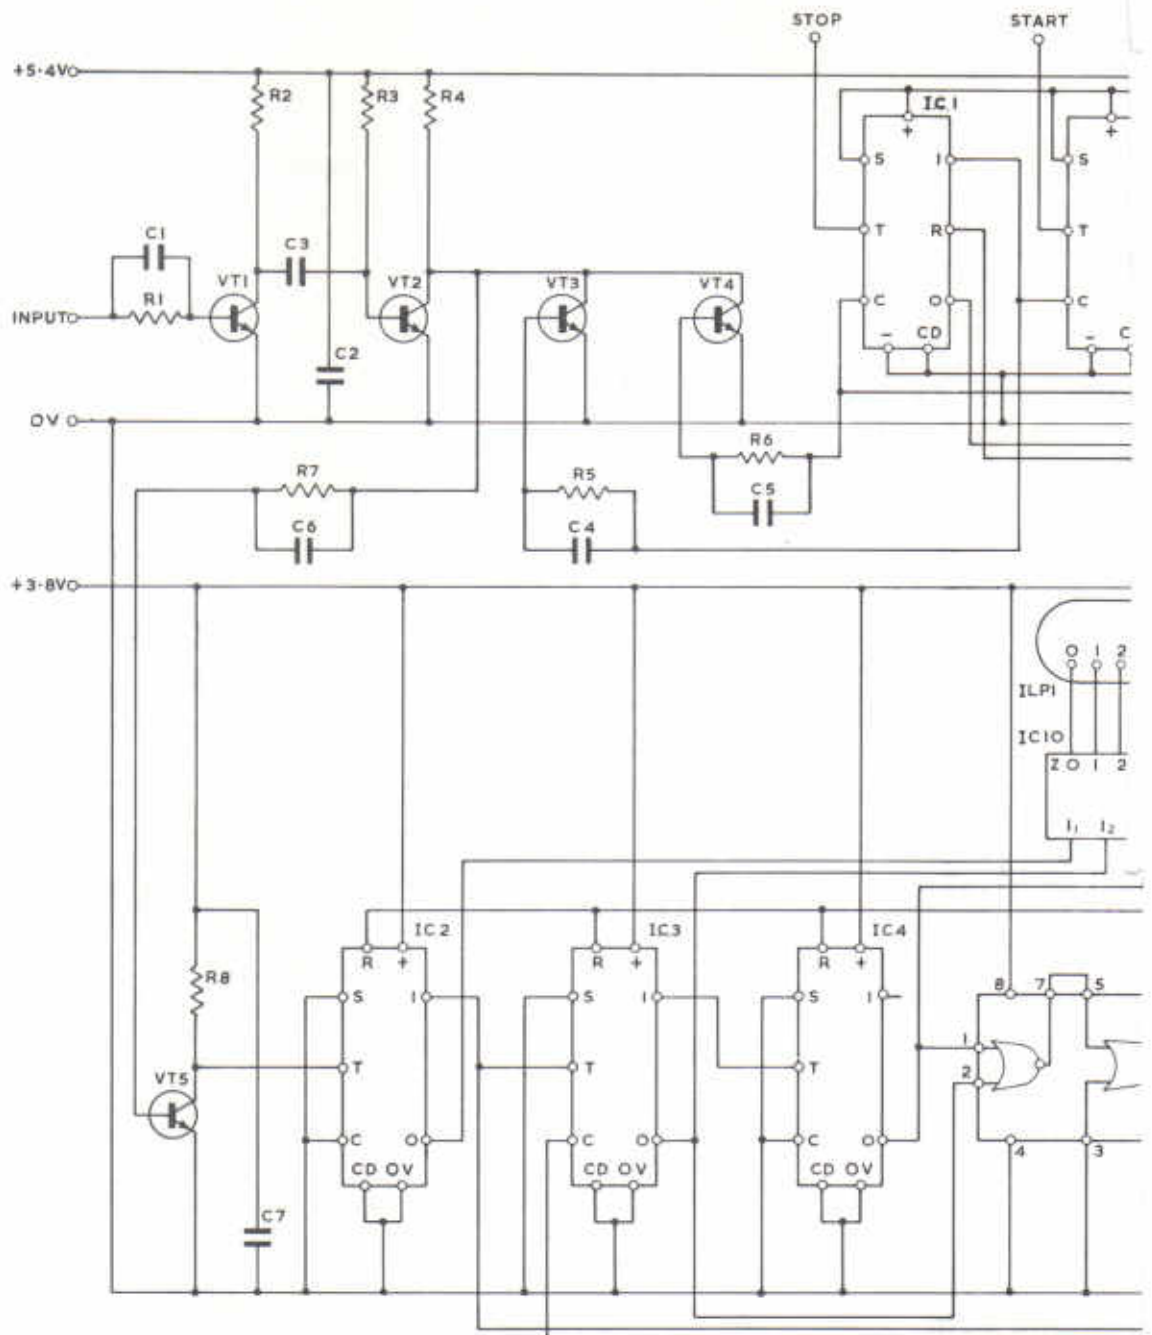 STOP START
+5·4V
R2 R3 R4 IC1
+ +
S I S
C1 T R T
C3
VT1 VT2 VT3 VT4
R1 C O C
INPUT
– CD – C
C2
OV
R6
R7 R5 C5
C6 C4
+3·8V
O 1 2
ILP1
IC10
Z O 1 2
I1 I2
IC2 IC3 IC4
R + R + R +
R8 8 7 5
S I S I S I
1
T T T
2
VT5
C O C O C O
4 3
CD OV CD OV CD OV
C7